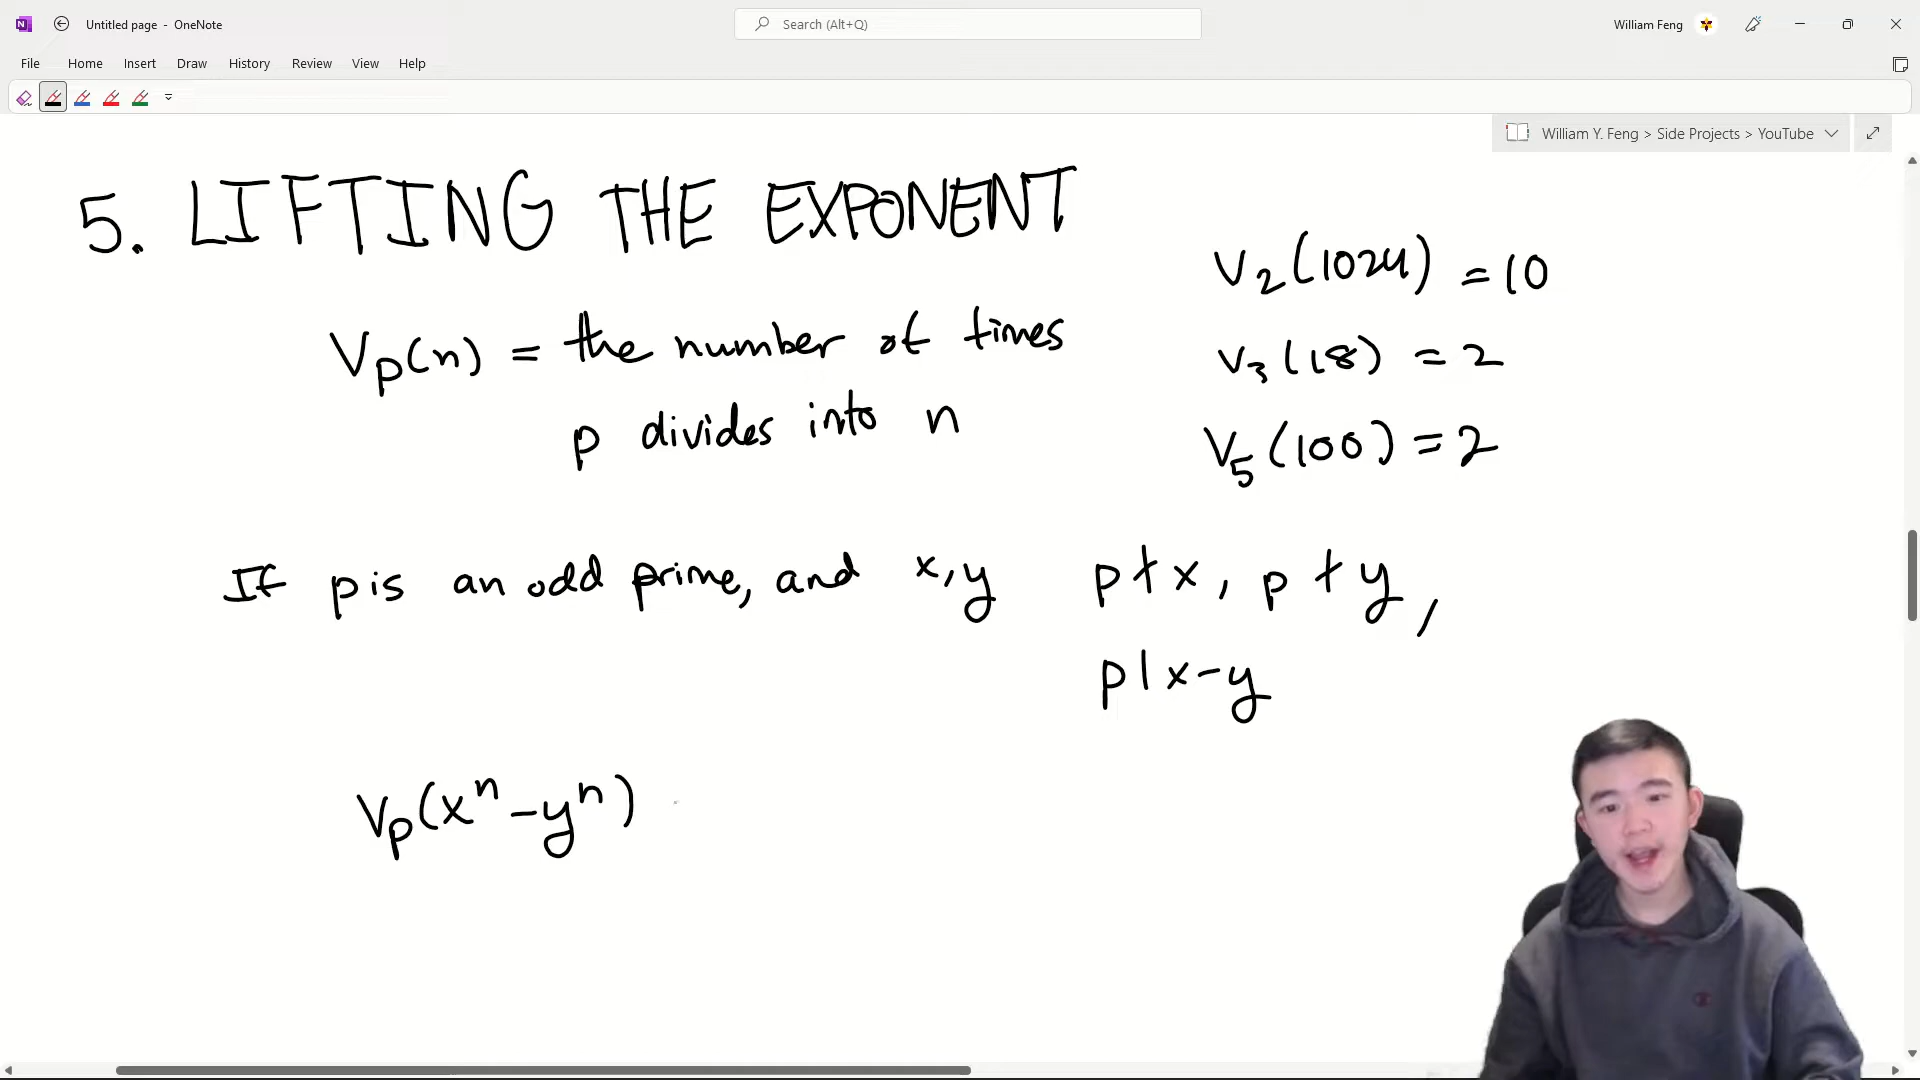 Untitled page - OneNote
Search (Alt+Q)
William Feng
File Home Insert Draw History Review View Help
William Y. Feng > Side Projects > YouTube
5. LIFTING THE EXPONENT
V₂(1024) = 10
Vₚ(n) = the number of times
p divides into n
V₃(18) = 2
V₅(100) = 2
If p is an odd prime, and x, y p∤x, p∤y,
p|x-y
Vₚ(xⁿ-yⁿ)